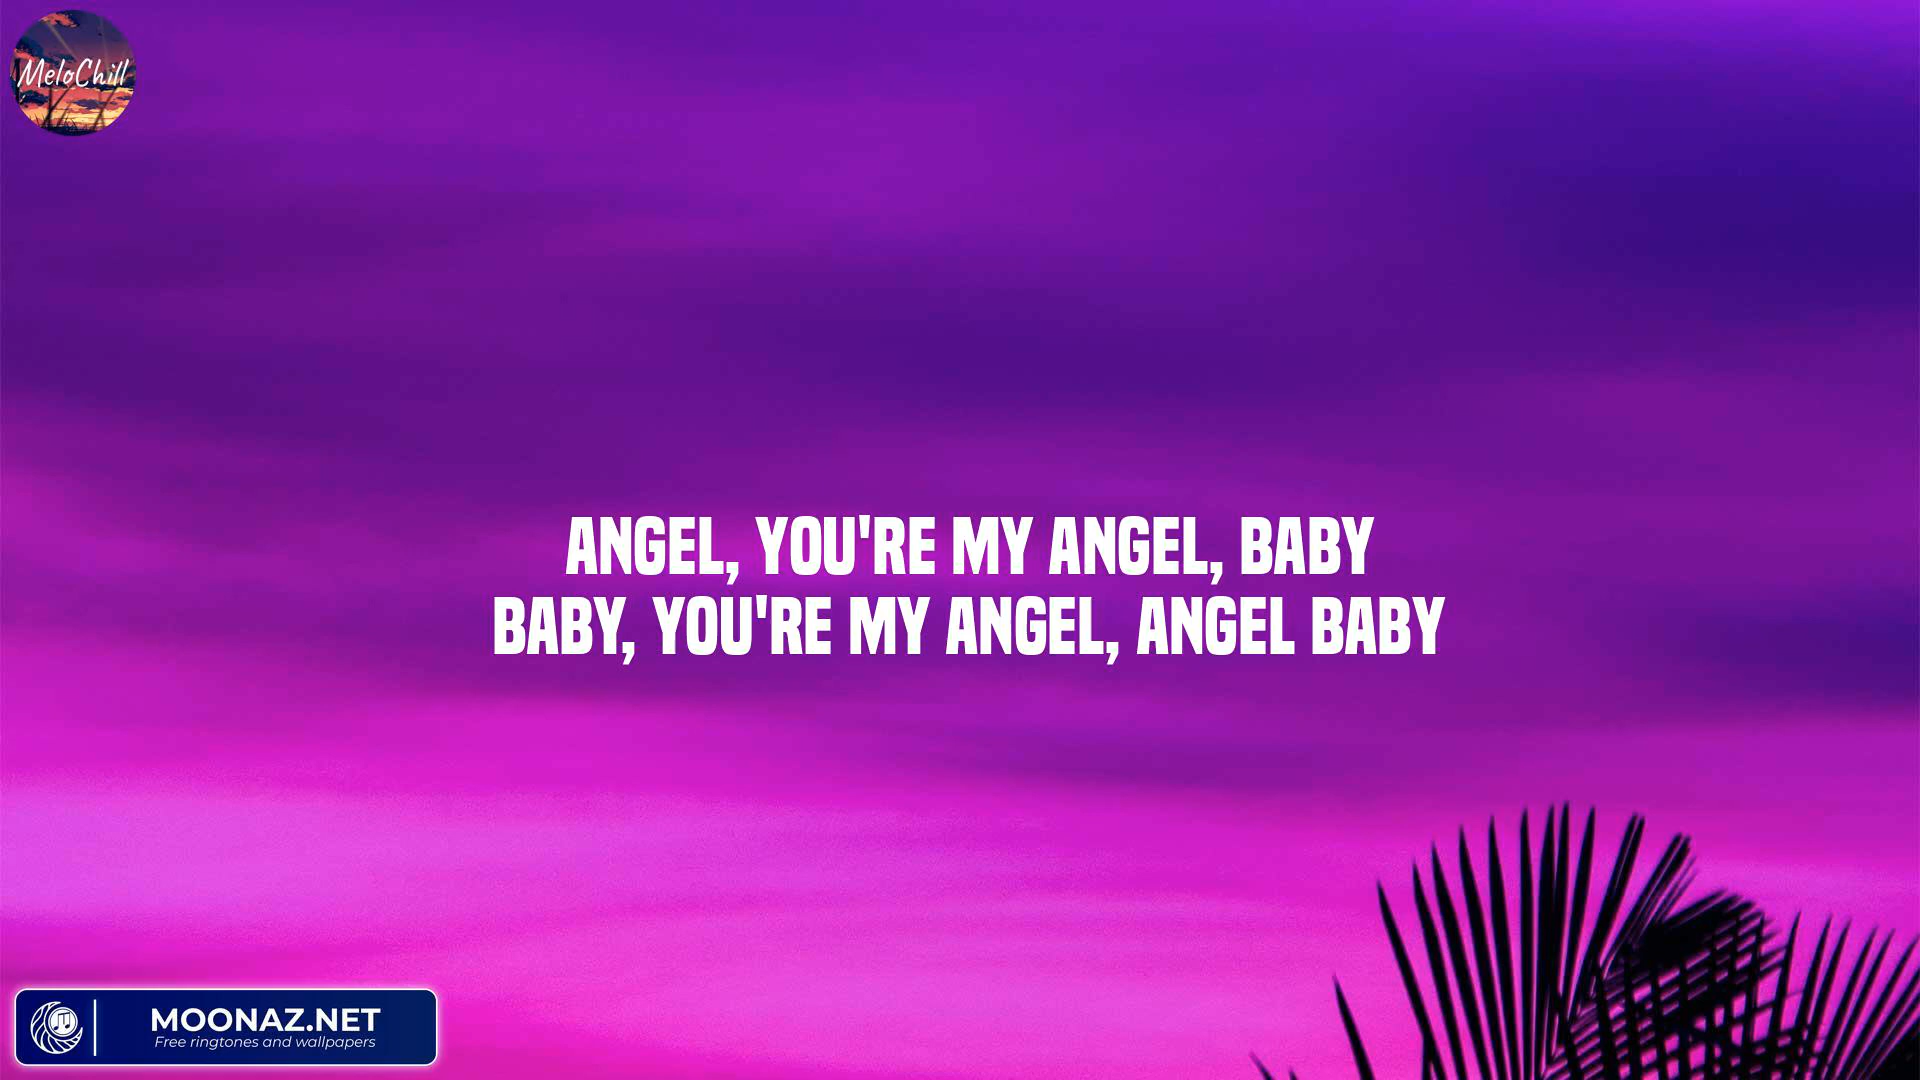 MeloChill
ANGEL, YOU'RE MY ANGEL, BABY
BABY, YOU'RE MY ANGEL, ANGEL BABY
MOONAZ.NET
Free ringtones and wallpapers